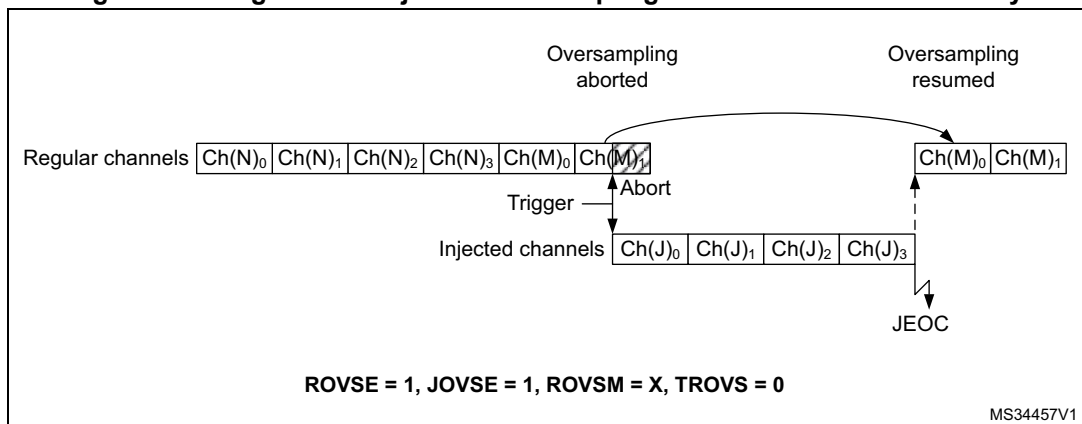 Oversampling aborted
Oversampling resumed
Regular channels Ch(N)₀ Ch(N)₁ Ch(N)₂ Ch(N)₃ Ch(M)₀ Ch(M)₁ Ch(M)₀ Ch(M)₁
Abort
Trigger
Injected channels Ch(J)₀ Ch(J)₁ Ch(J)₂ Ch(J)₃
JEOC
ROVSE = 1, JOVSE = 1, ROVSM = X, TROVS = 0
MS34457V1